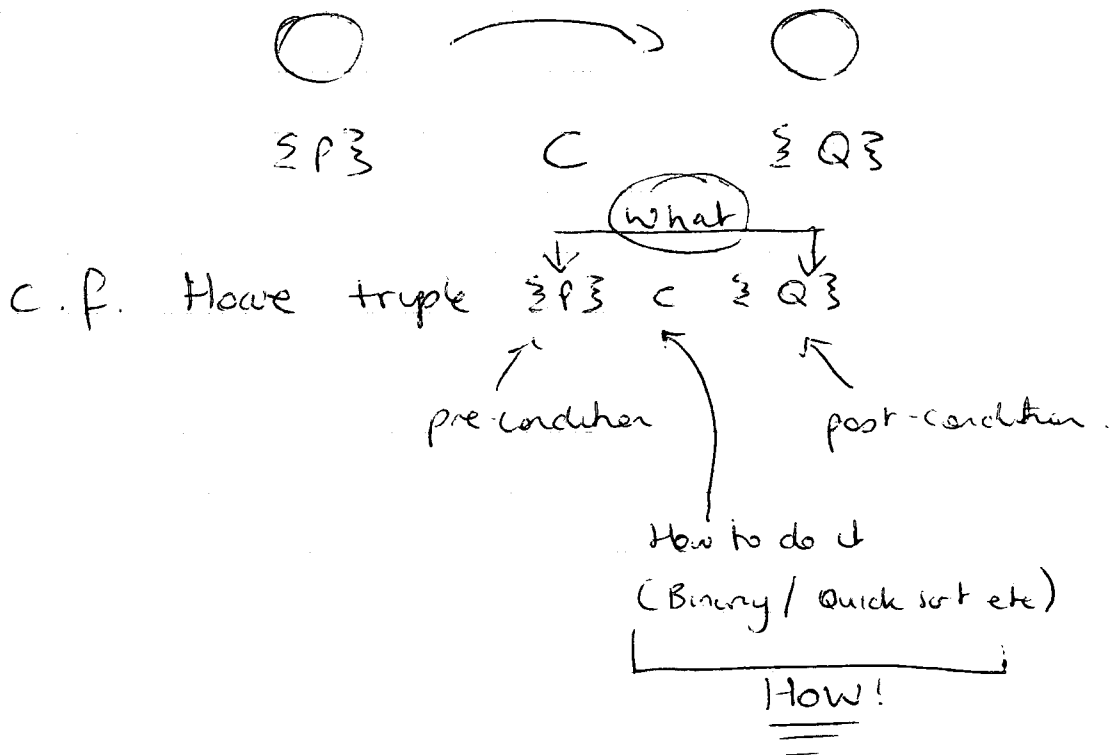 {P} C {Q}
What
c.f. Hoare triple {P} C {Q}
pre-condition post-condition.
How to do it
(Binary / Quick sort etc)
How!